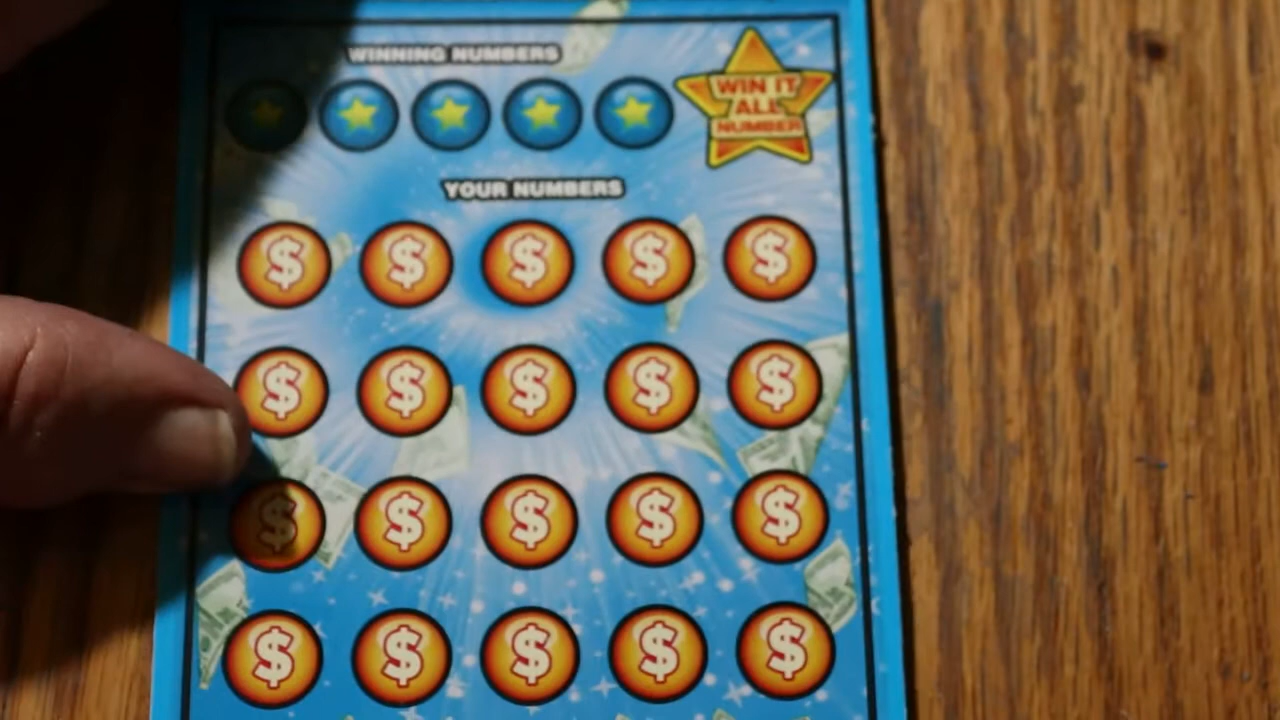 WINNING NUMBERS
WIN IT
ALL
NUMBER
YOUR NUMBERS
$ $ $ $ $
$ $ $ $ $
$ $ $ $ $
$ $ $ $ $